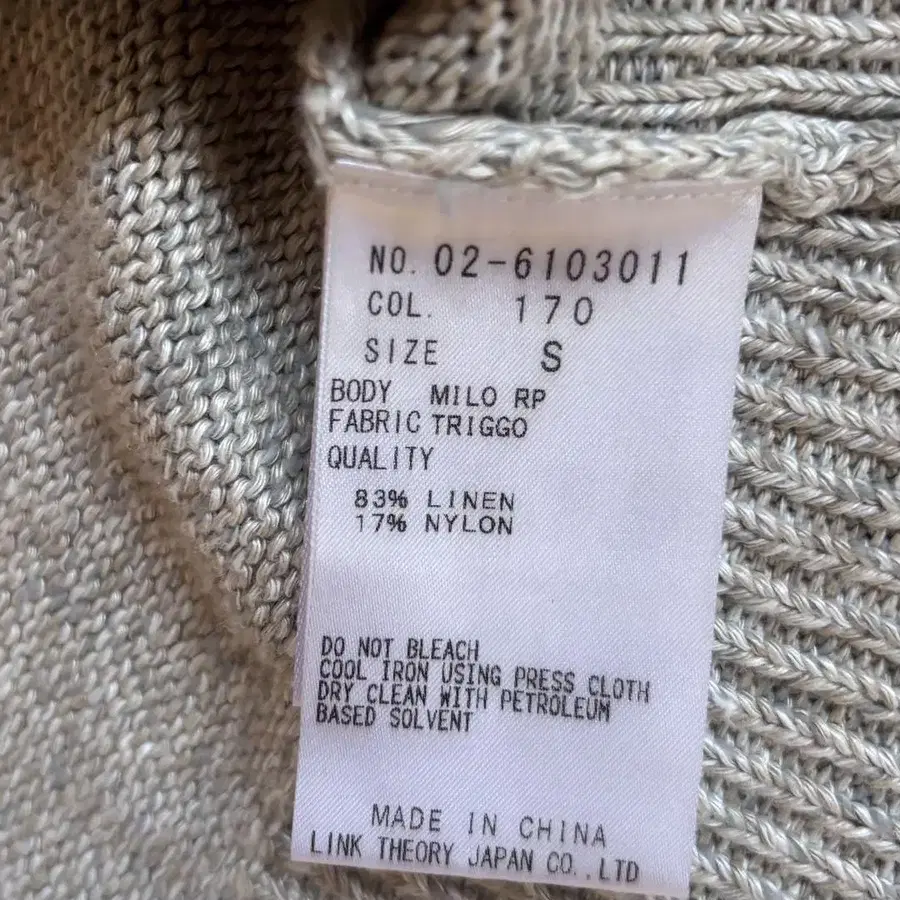 NO. 02-6103011
COL. 170
SIZE S
BODY MILO RP
FABRIC TRIGGO
QUALITY
83% LINEN
17% NYLON
DO NOT BLEACH
COOL IRON USING PRESS CLOTH
DRY CLEAN WITH PETROLEUM
BASED SOLVENT
MADE IN CHINA
LINK THEORY JAPAN CO.,LTD